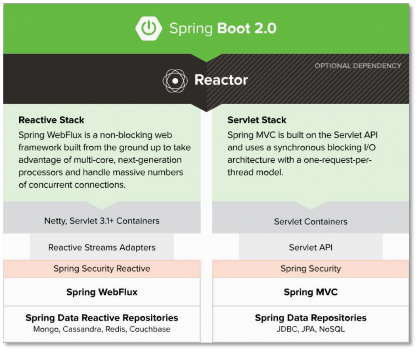 Spring Boot 2.0
OPTIONAL DEPENDENCY
Reactor
Reactive Stack
Spring WebFlux is a non-blocking web
framework built from the ground up to take
advantage of multi-core, next-generation
processors and handle massive numbers
of concurrent connections.
Servlet Stack
Spring MVC is built on the Servlet API
and uses a synchronous blocking I/O
architecture with a one-request-per-
thread model.
Netty, Servlet 3.1+ Containers
Servlet Containers
Reactive Streams Adapters
Servlet API
Spring Security Reactive
Spring Security
Spring WebFlux
Spring MVC
Spring Data Reactive Repositories
Mongo, Cassandra, Redis, Couchbase
Spring Data Repositories
JDBC, JPA, NoSQL